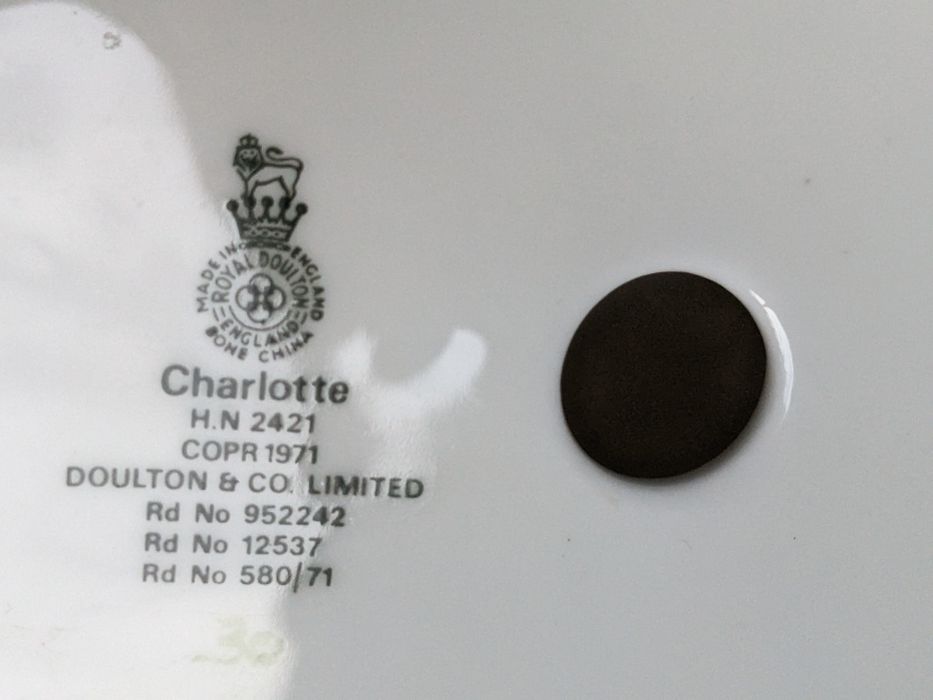 MADE IN ENGLAND
ROYAL DOULTON
ENGLAND
BONE CHINA
Charlotte
H.N 2421
COPR 1971
DOULTON & CO. LIMITED
Rd No 952242
Rd No 12537
Rd No 580/71
30